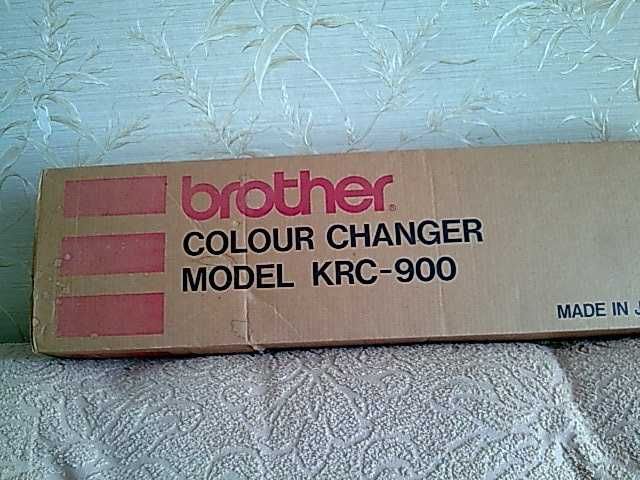 brother®
COLOUR CHANGER
MODEL KRC-900
MADE IN J